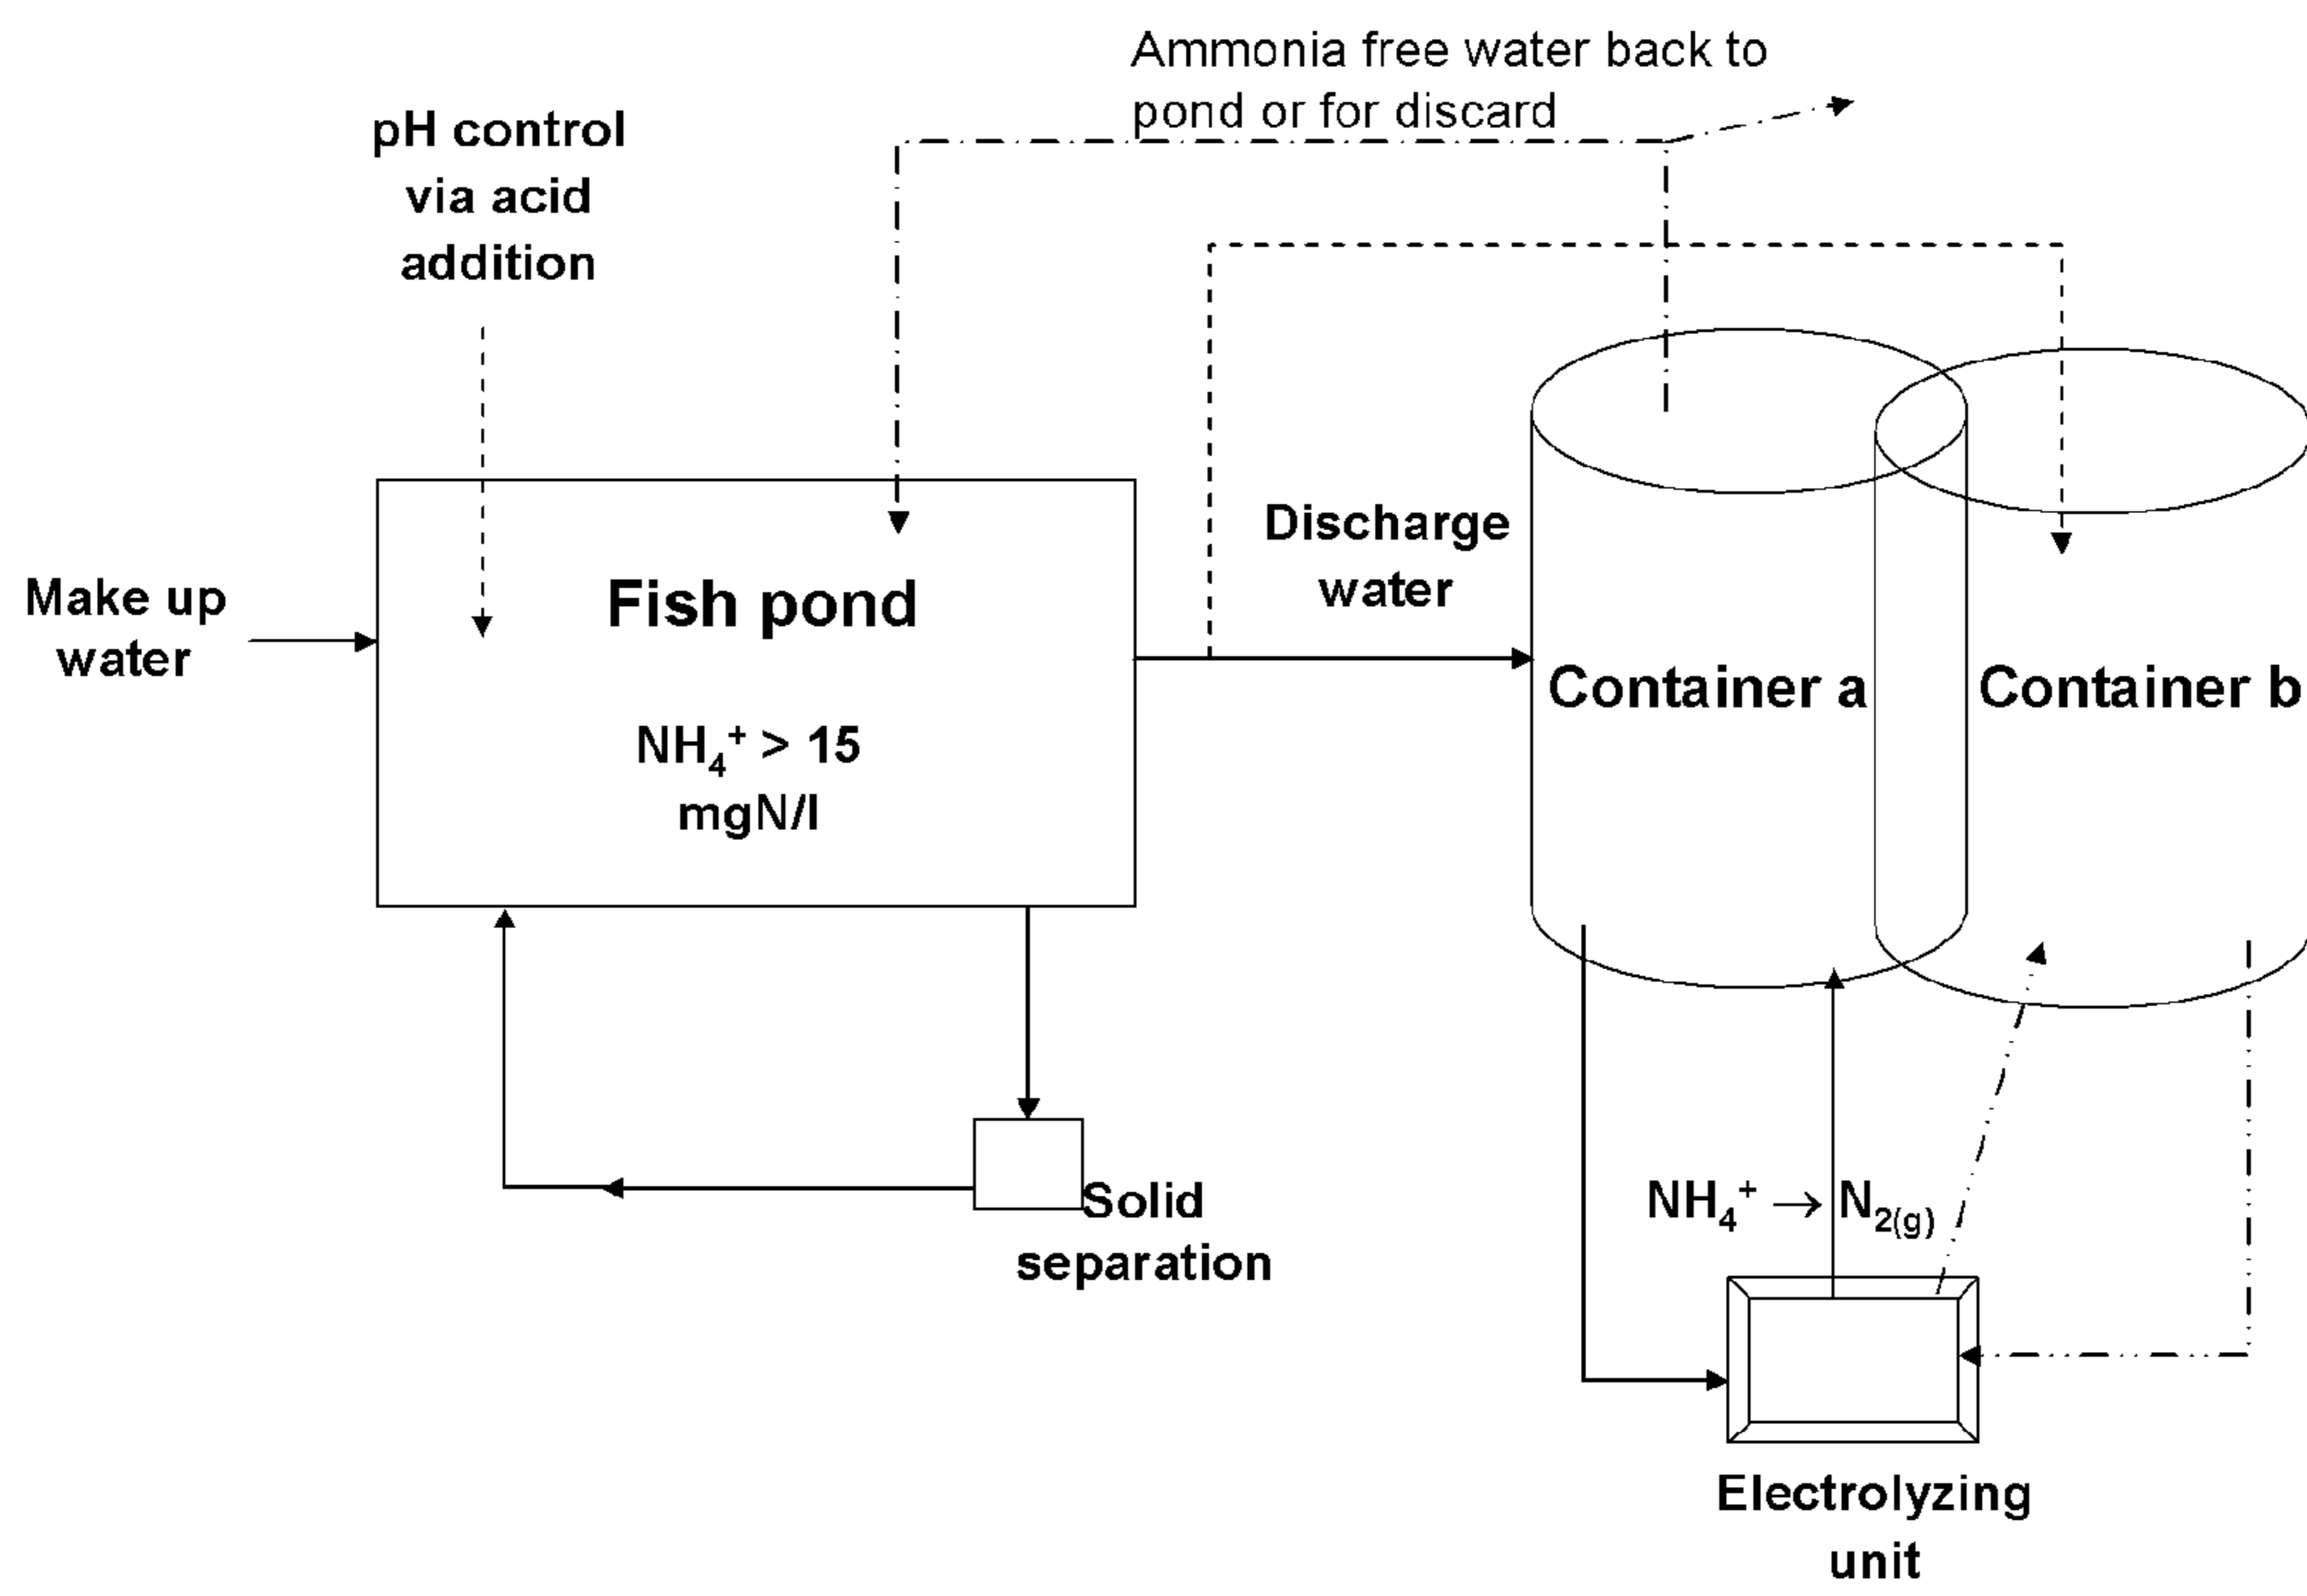 Ammonia free water back to
pond or for discard
pH control
via acid
addition
Make up
water
Fish pond
NH₄⁺ > 15
mgN/l
Discharge
water
Container a
Container b
Solid
separation
NH₄⁺ → N₂(g)
Electrolyzing
unit